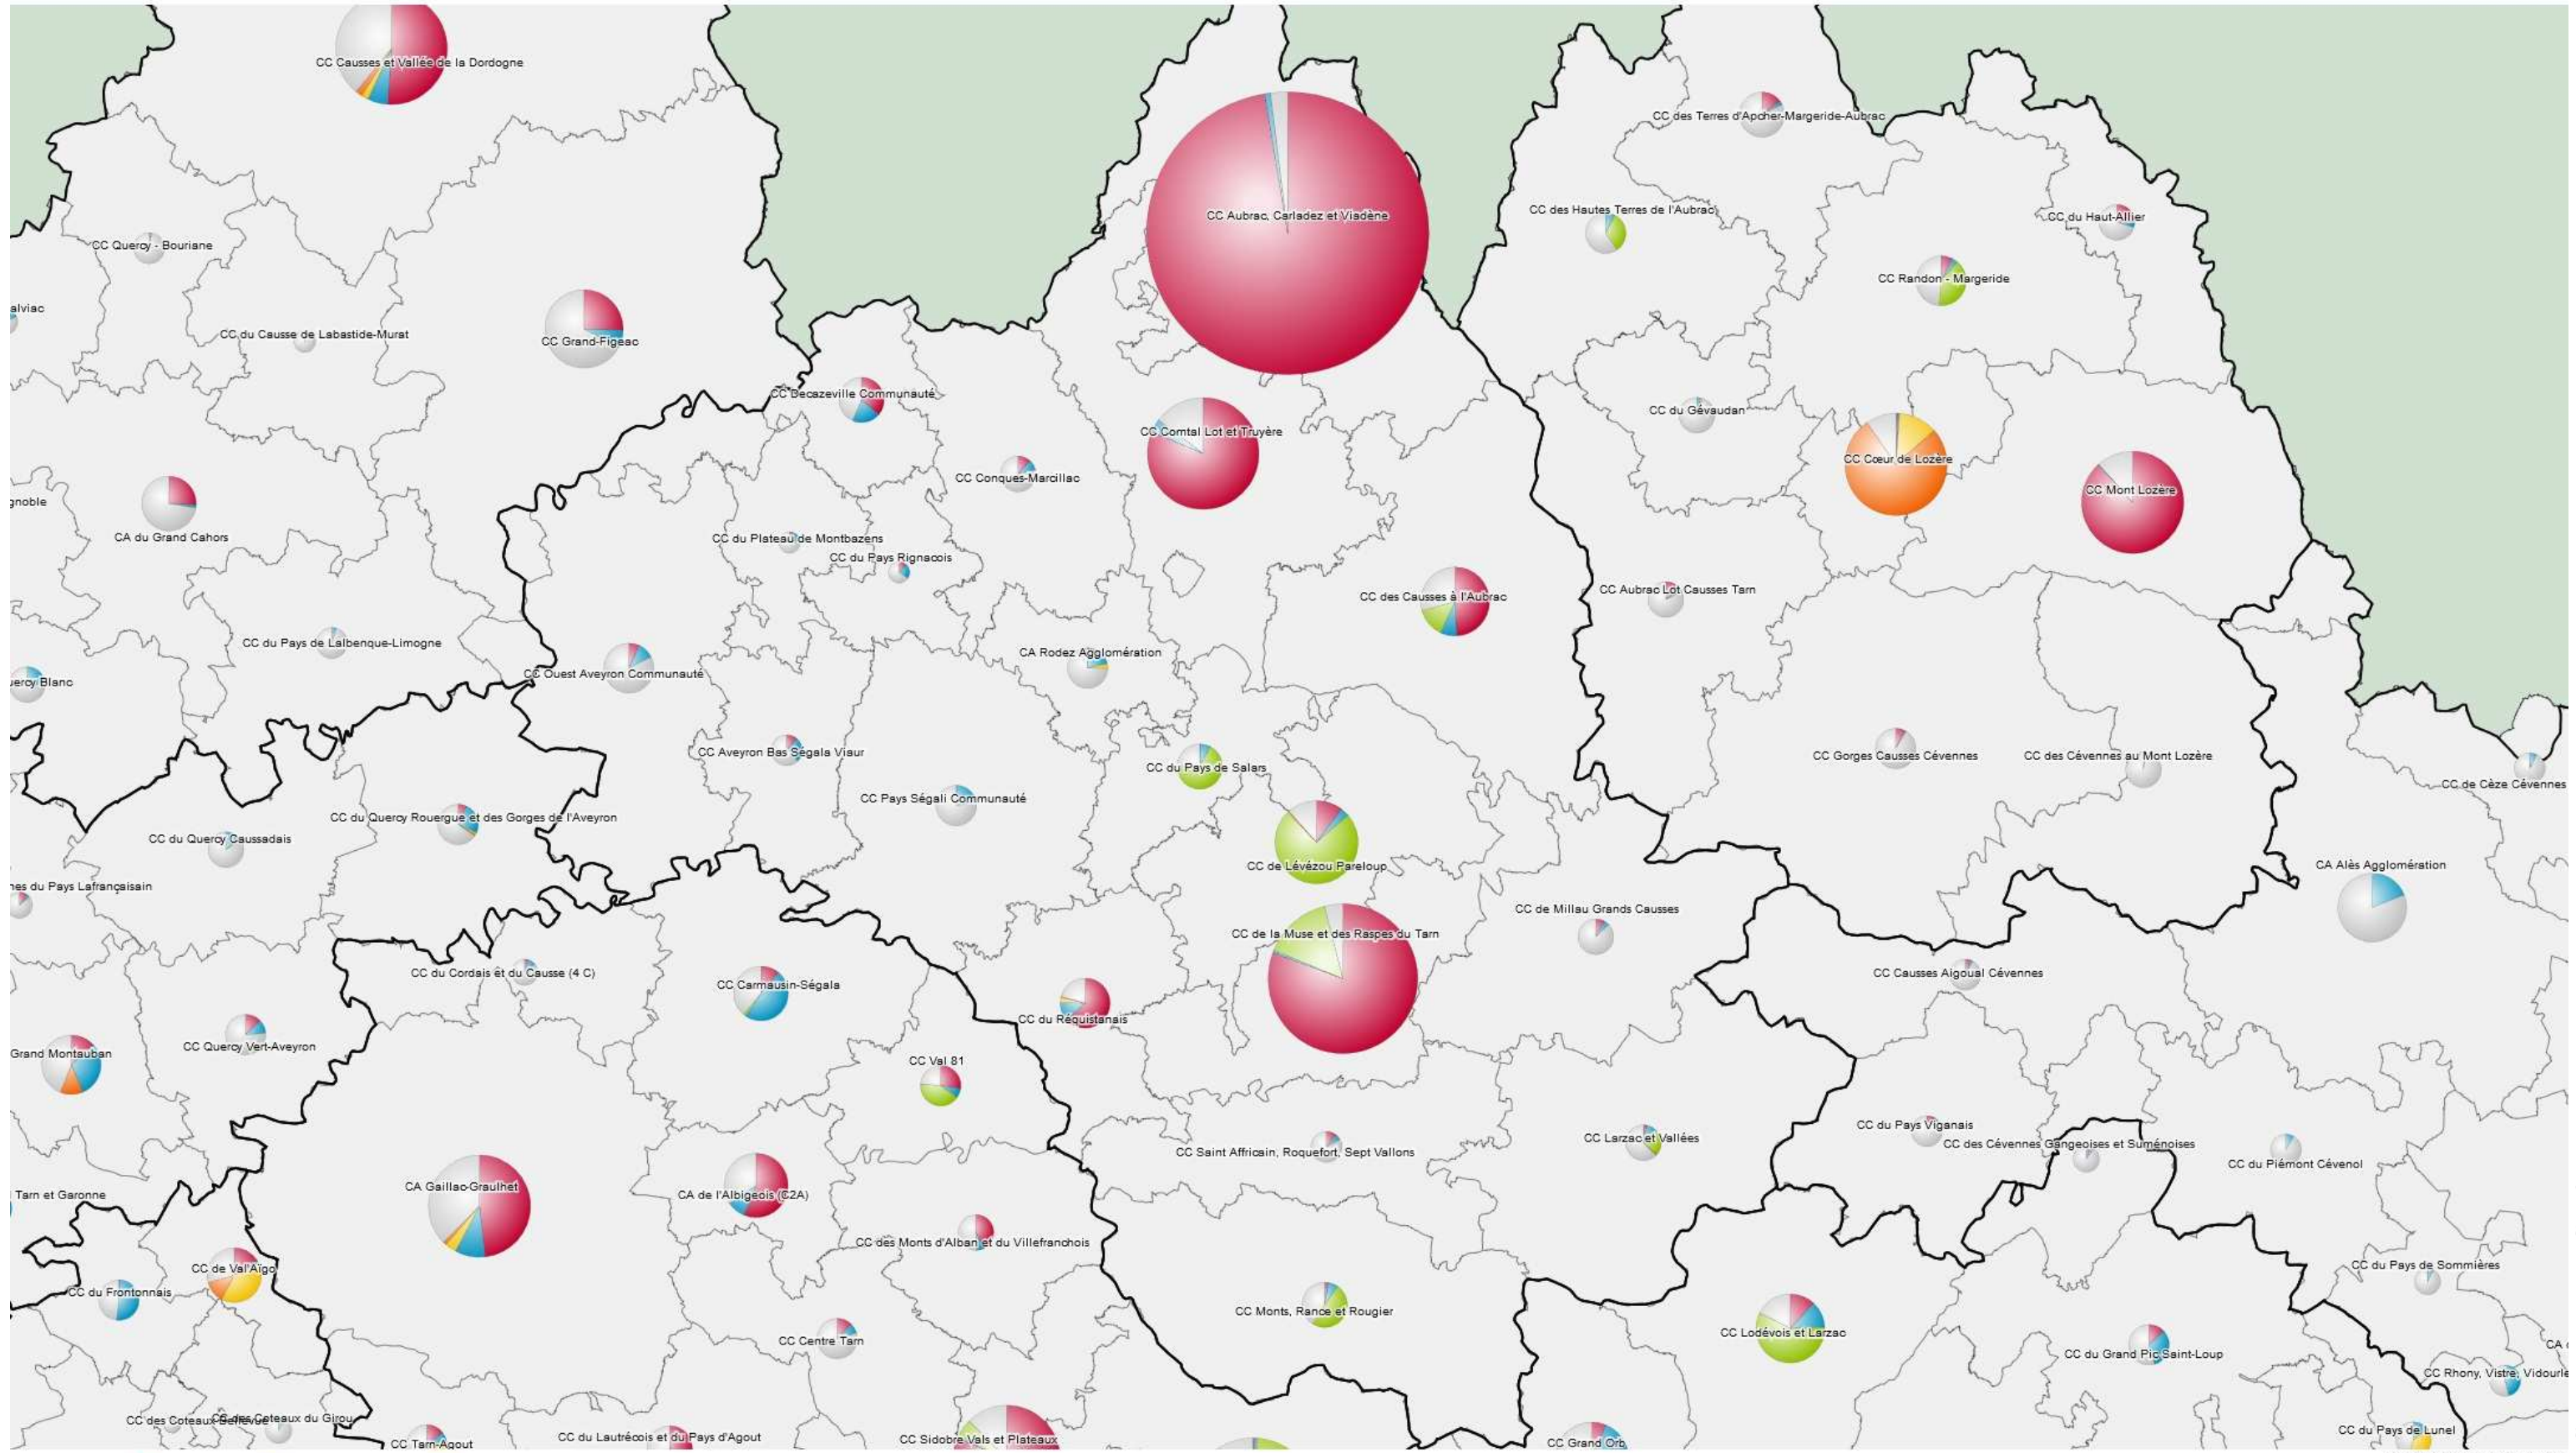 CC Causses et Vallée de la Dordogne
CC des Terres d'Apcher-Margeride-Aubrac
CC Aubrac, Carladez et Viadène
CC des Hautes Terres de l'Aubrac
CC du Haut-Allier
CC Quercy - Bouriane
CC Randon - Margeride
alviac
CC du Causse de Labastide-Murat
CC Grand-Figeac
CC Decazeville Communauté
CC du Gévaudan
CC Comtal Lot et Truyère
CC Cœur de Lozère
CC Conques-Marcillac
CC Mont Lozère
gnoble
CA du Grand Cahors
CC du Plateau de Montbazens
CC du Pays Rignacois
CC des Causses à l'Aubrac
CC Aubrac Lot Causses Tarn
CC du Pays de Lalbenque-Limogne
CA Rodez Agglomération
CC Ouest Aveyron Communauté
uercy Blanc
CC Aveyron Bas Ségala Viaur
CC Gorges Causses Cévennes
CC des Cévennes au Mont Lozère
CC du Pays de Salars
CC de Cèze Cévennes
CC Pays Ségali Communauté
CC du Quercy Rouergue et des Gorges de l'Aveyron
CC du Quercy Caussadais
CC de Lévézou Pareloup
CA Alès Agglomération
nes du Pays Lafrançaisain
CC de Millau Grands Causses
CC de la Muse et des Raspes du Tarn
CC du Cordais et du Causse (4 C)
CC Causses Aigoual Cévennes
CC Carmausin-Ségala
CC du Réquistanais
CC Quercy Vert-Aveyron
Grand Montauban
CC Val 81
CC du Pays Viganais
CC Larzac et Vallées
CC des Cévennes Gangeoises et Suménoises
CC Saint Affricain, Roquefort, Sept Vallons
CC du Piémont Cévenol
CA Gaillac-Graulhet
Tarn et Garonne
CA de l'Albigeois (C2A)
CC des Monts d'Alban et du Villefranchois
CC de Val'Aïgo
CC du Pays de Sommières
CC du Frontonnais
CC Monts, Rance et Rougier
CC Lodévois et Larzac
CC Centre Tarn
CA
CC du Grand Pic Saint-Loup
CC Rhony, Vistre, Vidourle
CC des Coteaux Bellevue
CC des Coteaux du Girou
CC du Pays de Lunel
CC du Lautrécois et du Pays d'Agout
CC Sidobre Vals et Plateaux
CC Tarn-Agout
CC Grand Orb